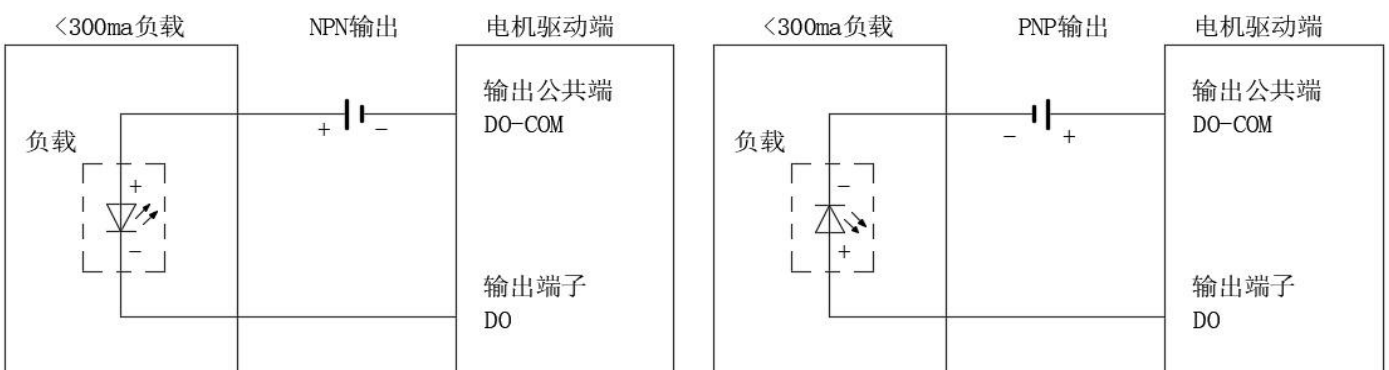 <300ma负载
NPN输出
电机驱动端
输出公共端
DO-COM
+
-
负载
+
-
输出端子
DO
<300ma负载
PNP输出
电机驱动端
输出公共端
DO-COM
-
+
负载
-
+
输出端子
DO